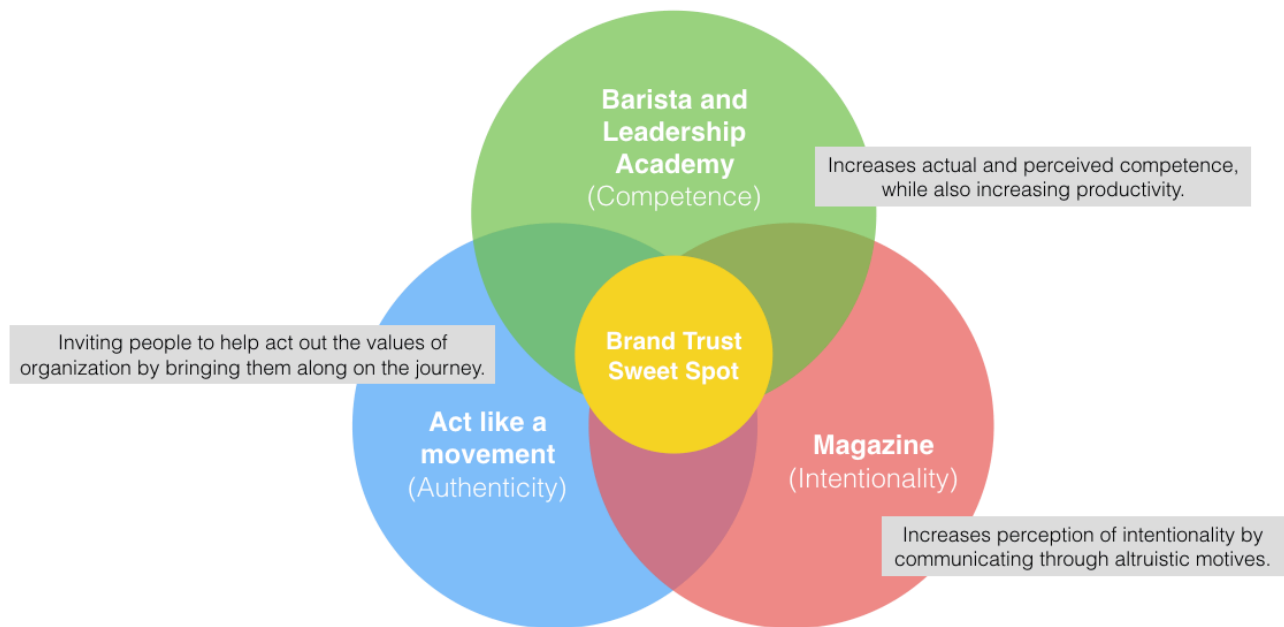 Barista and
Leadership
Academy
(Competence)
Increases actual and perceived competence,
while also increasing productivity.
Inviting people to help act out the values of
organization by bringing them along on the journey.
Brand Trust
Sweet Spot
Act like a
movement
(Authenticity)
Magazine
(Intentionality)
Increases perception of intentionality by
communicating through altruistic motives.